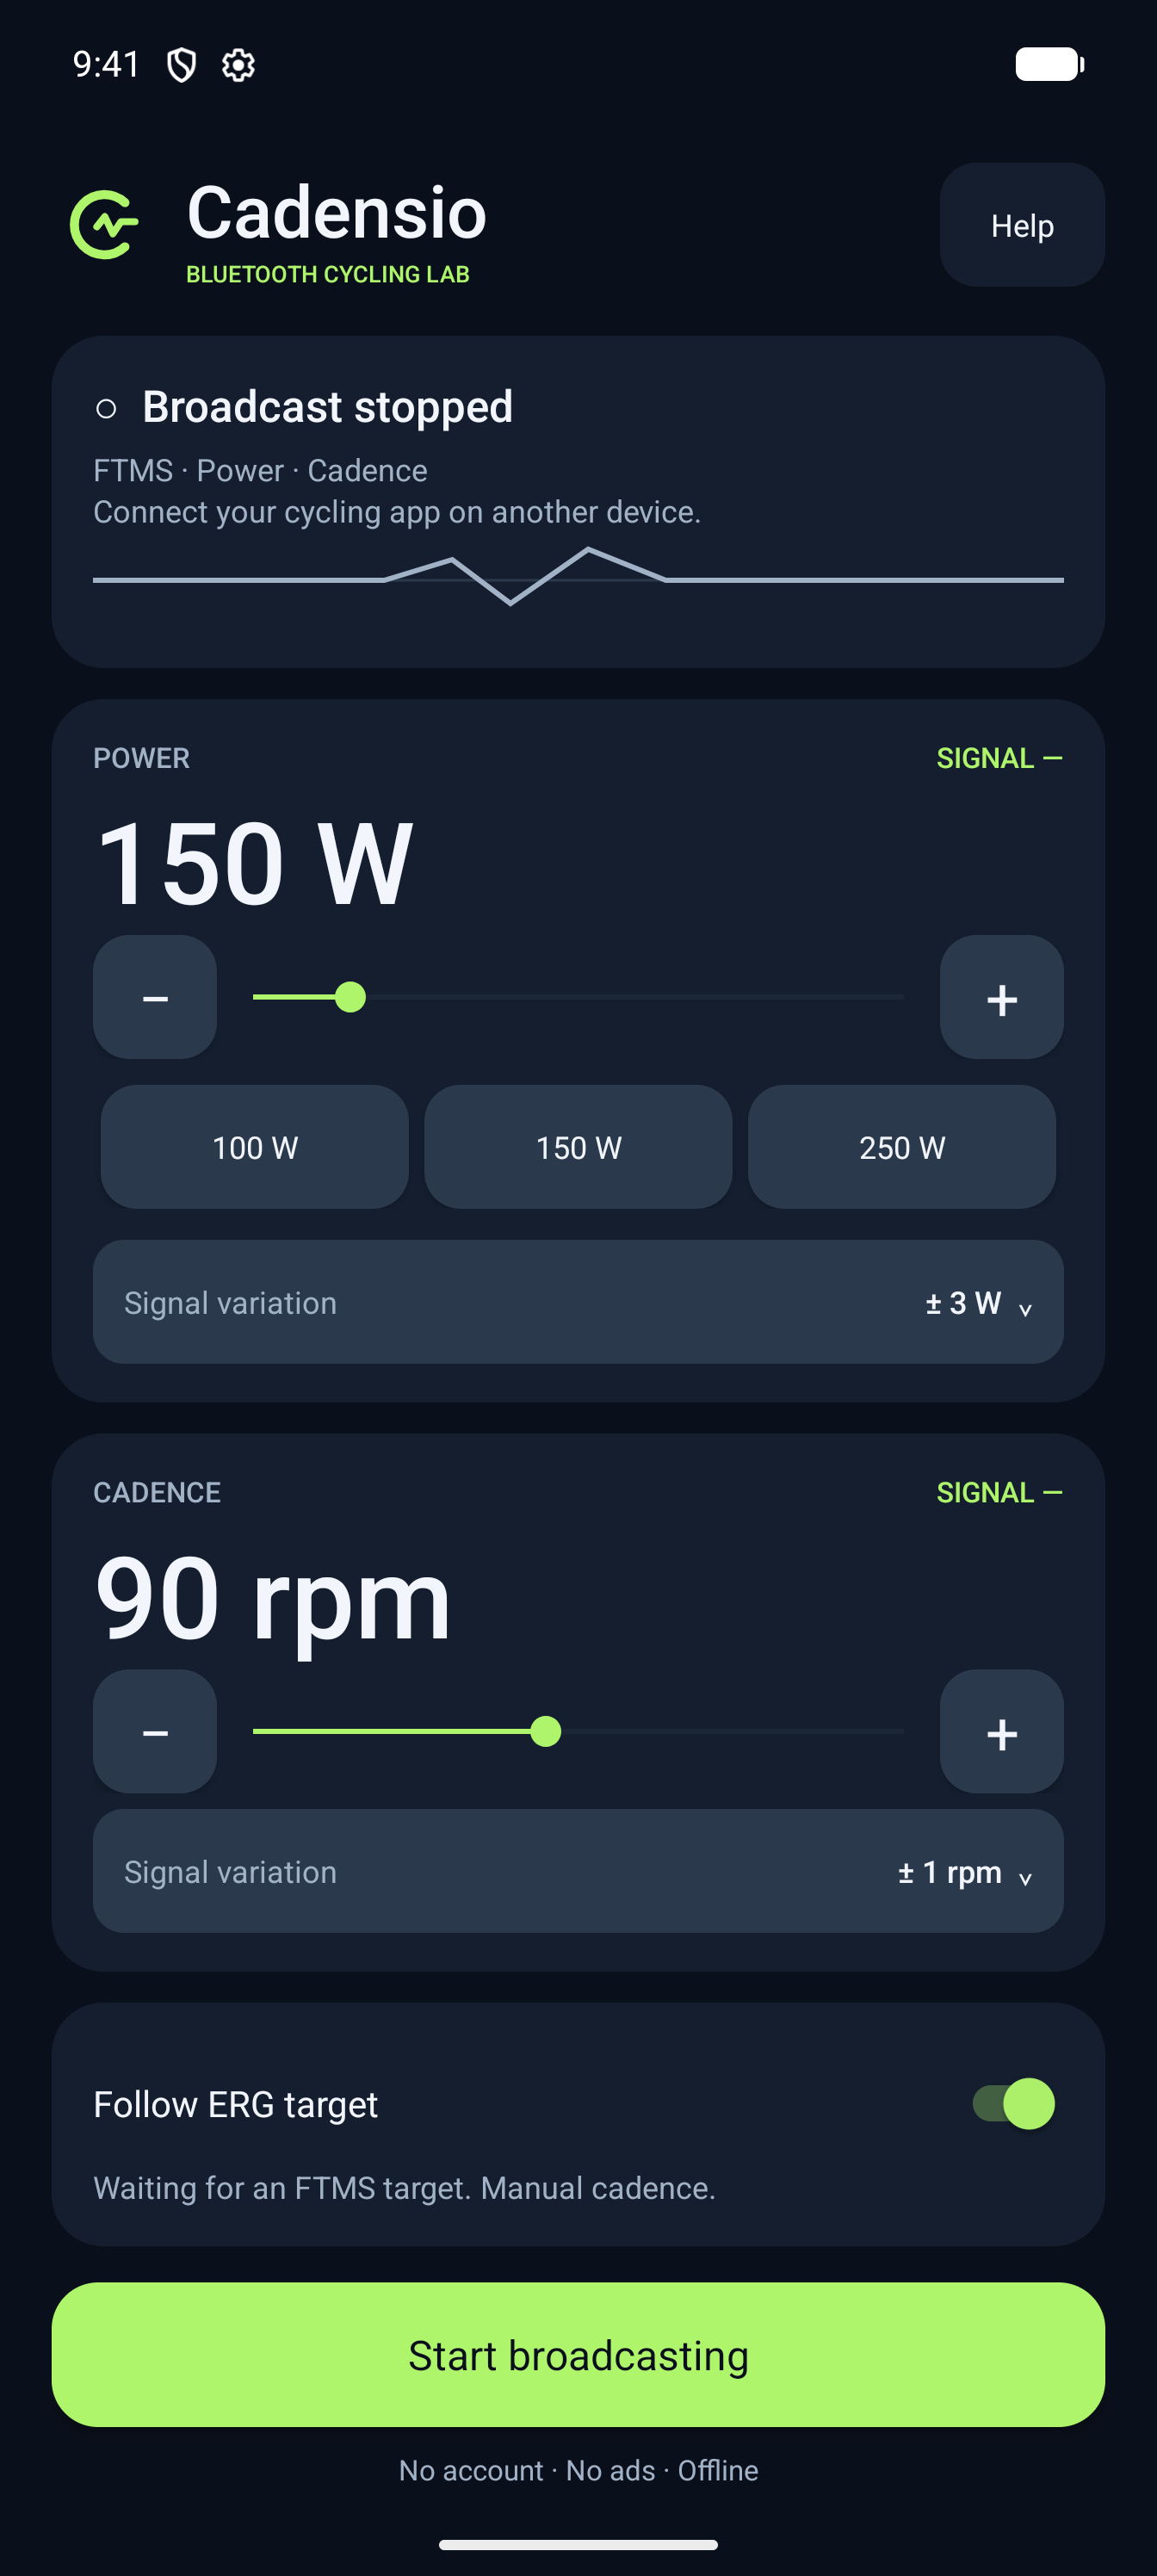 9:41
Cadensio
BLUETOOTH CYCLING LAB
Help
○ Broadcast stopped
FTMS · Power · Cadence
Connect your cycling app on another device.
POWER
SIGNAL —
150 W
−
+
100 W
150 W
250 W
Signal variation
± 3 W ˅
CADENCE
SIGNAL —
90 rpm
−
+
Signal variation
± 1 rpm ˅
Follow ERG target
Waiting for an FTMS target. Manual cadence.
Start broadcasting
No account · No ads · Offline